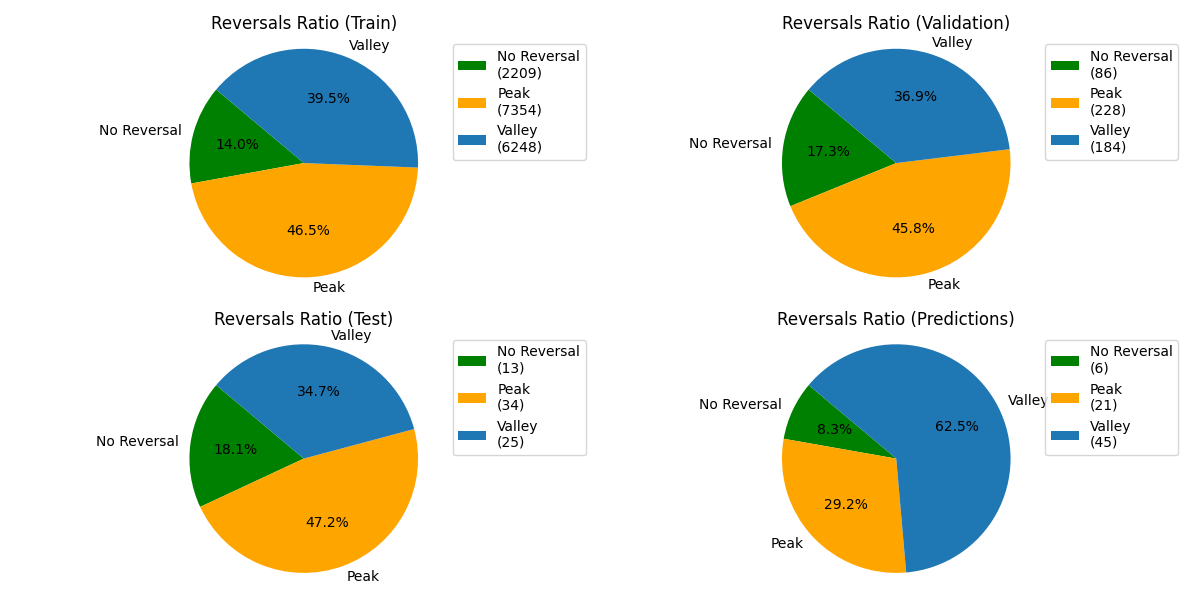 Reversals Ratio (Train)
Valley
39.5%
No Reversal
14.0%
46.5%
Peak
No Reversal
(2209)
Peak
(7354)
Valley
(6248)
Reversals Ratio (Validation)
Valley
36.9%
No Reversal
17.3%
45.8%
Peak
No Reversal
(86)
Peak
(228)
Valley
(184)
Reversals Ratio (Test)
Valley
34.7%
No Reversal
18.1%
47.2%
Peak
No Reversal
(13)
Peak
(34)
Valley
(25)
Reversals Ratio (Predictions)
Valley
62.5%
No Reversal
8.3%
29.2%
Peak
No Reversal
(6)
Peak
(21)
Valley
(45)